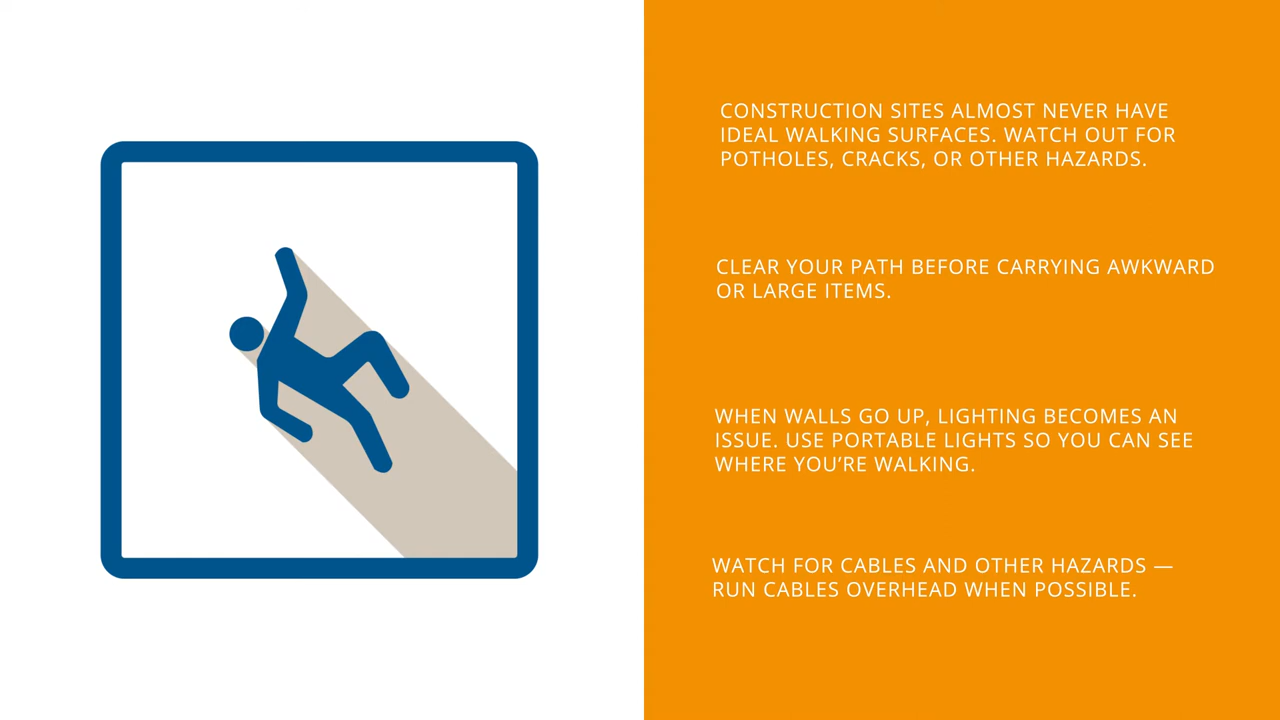 CONSTRUCTION SITES ALMOST NEVER HAVE
IDEAL WALKING SURFACES. WATCH OUT FOR
POTHOLES, CRACKS, OR OTHER HAZARDS.
CLEAR YOUR PATH BEFORE CARRYING AWKWARD
OR LARGE ITEMS.
WHEN WALLS GO UP, LIGHTING BECOMES AN
ISSUE. USE PORTABLE LIGHTS SO YOU CAN SEE
WHERE YOU’RE WALKING.
WATCH FOR CABLES AND OTHER HAZARDS —
RUN CABLES OVERHEAD WHEN POSSIBLE.